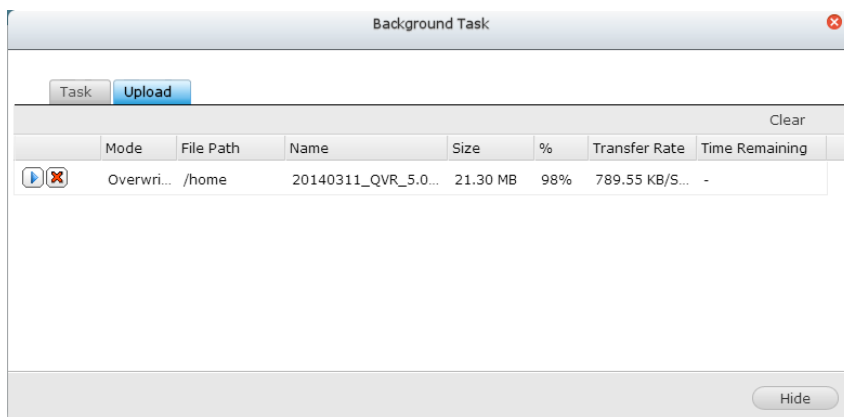 Background Task
Task Upload
Clear
Mode File Path Name Size % Transfer Rate Time Remaining
Overwri... /home 20140311_QVR_5.0... 21.30 MB 98% 789.55 KB/S... -
Hide